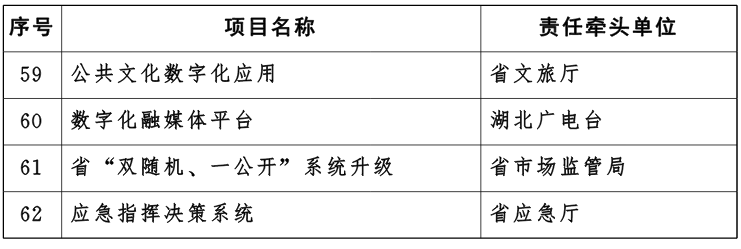 序号 项目名称 责任牵头单位
59 公共文化数字化应用 省文旅厅
60 数字化融媒体平台 湖北广电台
61 省“双随机、一公开”系统升级 省市场监管局
62 应急指挥决策系统 省应急厅